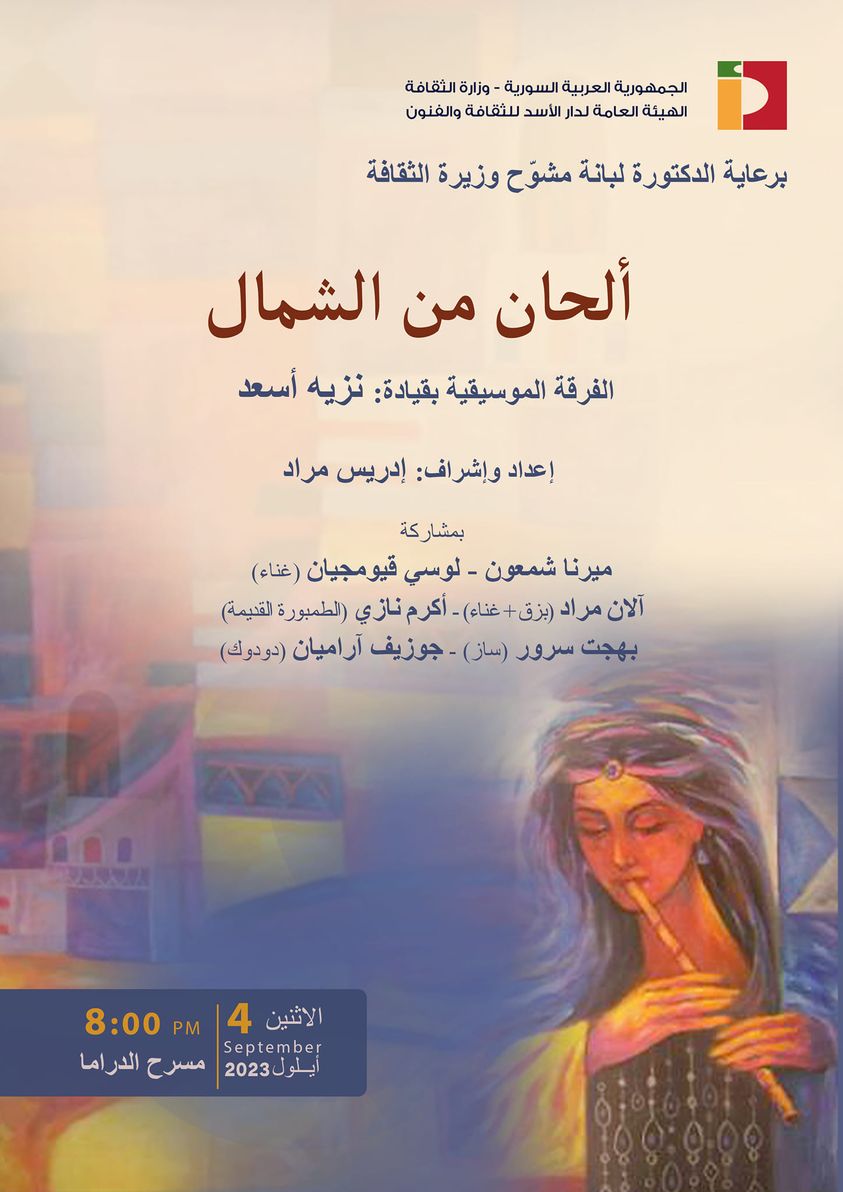 الجمهورية العربية السورية - وزارة الثقافة
الهيئة العامة لدار الأسد للثقافة والفنون
برعاية الدكتورة لبانة مشوّح وزيرة الثقافة
ألحان من الشمال
الفرقة الموسيقية بقيادة: نزيه أسعد
إعداد وإشراف: إدريس مراد
بمشاركة
ميرنا شمعون - لوسي قيومجيان (غناء)
آلان مراد (بزق+غناء) - أكرم نازي (الطمبورة القديمة)
بهجت سرور (ساز) - جوزيف آراميان (دودوك)
الاثنين 4
September
أيلول 2023
8:00 PM
مسرح الدراما